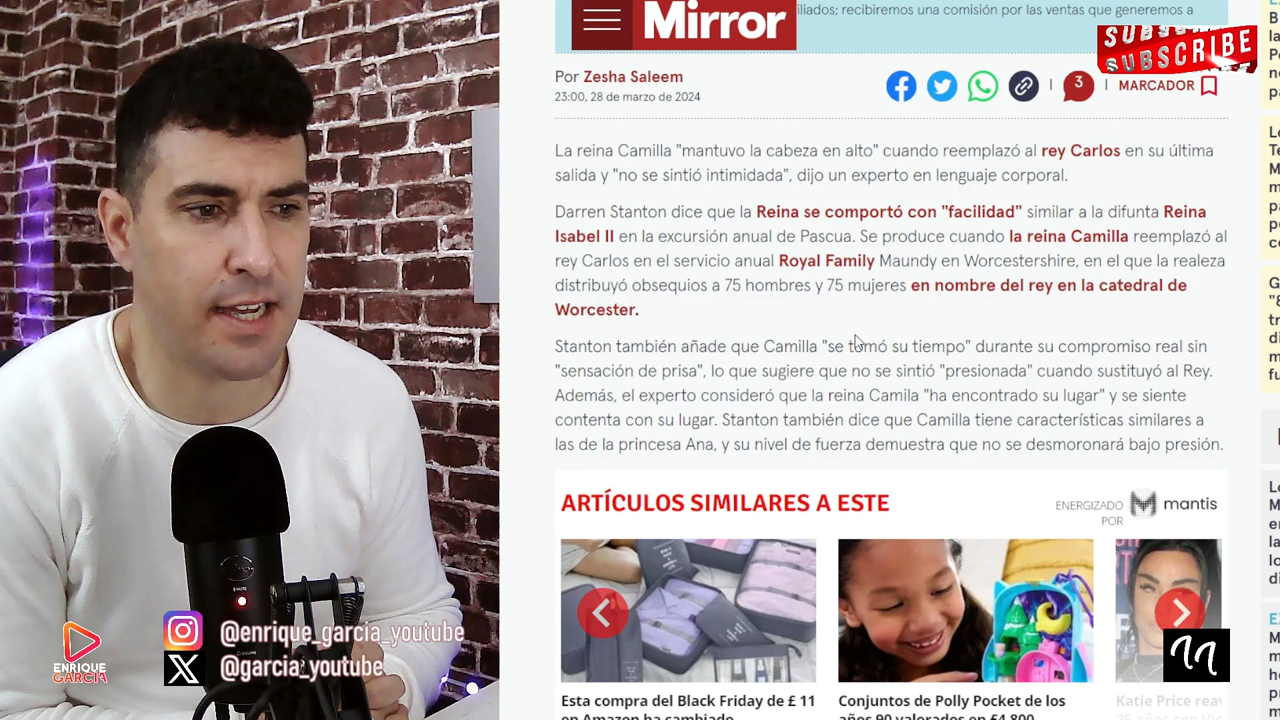 Mirror
iliados; recibiremos una comisión por las ventas que generemos a
SUBSCRIBE
SUBSCRIBE
Por Zesha Saleem
23:00, 28 de marzo de 2024
3
MARCADOR
La reina Camilla "mantuvo la cabeza en alto" cuando reemplazó al rey Carlos en su última
salida y "no se sintió intimidada", dijo un experto en lenguaje corporal.
Darren Stanton dice que la Reina se comportó con "facilidad" similar a la difunta Reina
Isabel II en la excursión anual de Pascua. Se produce cuando la reina Camilla reemplazó al
rey Carlos en el servicio anual Royal Family Maundy en Worcestershire, en el que la realeza
distribuyó obsequios a 75 hombres y 75 mujeres en nombre del rey en la catedral de
Worcester.
Stanton también añade que Camilla "se tomó su tiempo" durante su compromiso real sin
"sensación de prisa", lo que sugiere que no se sintió "presionada" cuando sustituyó al Rey.
Además, el experto consideró que la reina Camila "ha encontrado su lugar" y se siente
contenta con su lugar. Stanton también dice que Camilla tiene características similares a
las de la princesa Ana, y su nivel de fuerza demuestra que no se desmoronará bajo presión.
ARTÍCULOS SIMILARES A ESTE
ENERGIZADO
POR
mantis
Esta compra del Black Friday de £ 11
en Amazon ha cambiado
Conjuntos de Polly Pocket de los
años 90 valorados en £4.800
Katie Price reav
@enrique_garcia_youtube
@garcia_youtube
ENRIQUE
GARCIA